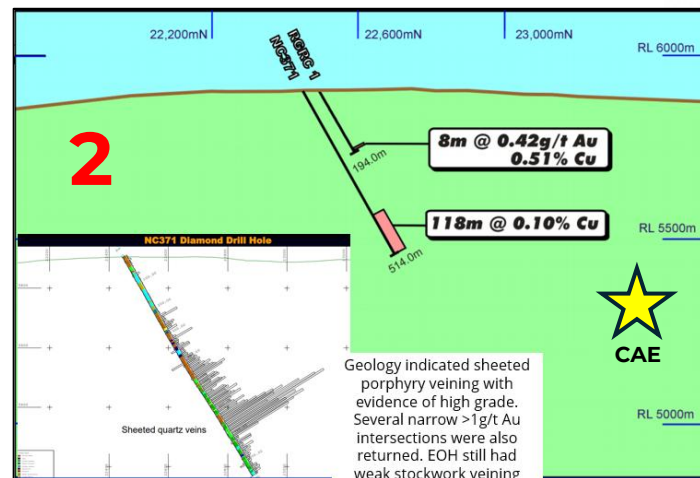 22,200mN
22,600mN
23,000mN
RL 6000m
RGRC 1
NC371
2
8m @ 0.42g/t Au
0.51% Cu
194.0m
118m @ 0.10% Cu
RL 5500m
514.0m
NC371 Diamond Drill Hole
CAE
Geology indicated sheeted
porphyry veining with
evidence of high grade.
Several narrow >1g/t Au
intersections were also
returned. EOH still had
weak stockwork veining
Sheeted quartz veins
RL 5000m